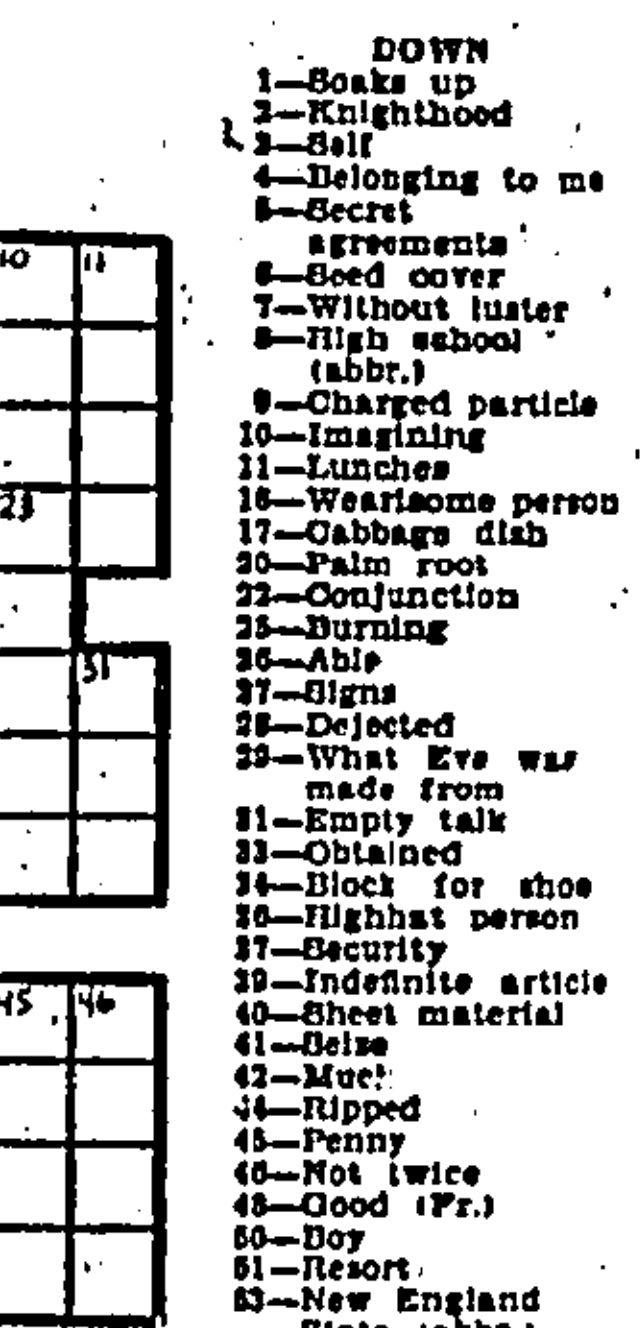 DOWN
1—Soaks up
2—Knighthood
3—Self
4—Belonging to me
5—Secret
agreements
6—Seed cover
7—Without luster
8—High school
(abbr.)
9—Charged particle
10—Imagining
11—Lunches
16—Wearisome person
17—Cabbage dish
20—Palm root
22—Conjunction
25—Burning
26—Able
27—Signs
28—Dejected
29—What Eve was
made from
31—Empty talk
33—Obtained
34—Block for shoe
36—Highhat person
37—Security
39—Indefinite article
40—Sheet material
41—Seize
42—Much
44—Ripped
45—Penny
46—Not twice
48—Good (Fr.)
50—Boy
51—Resort
53—New England
State (abbr.)
10
11
23
31
45
46